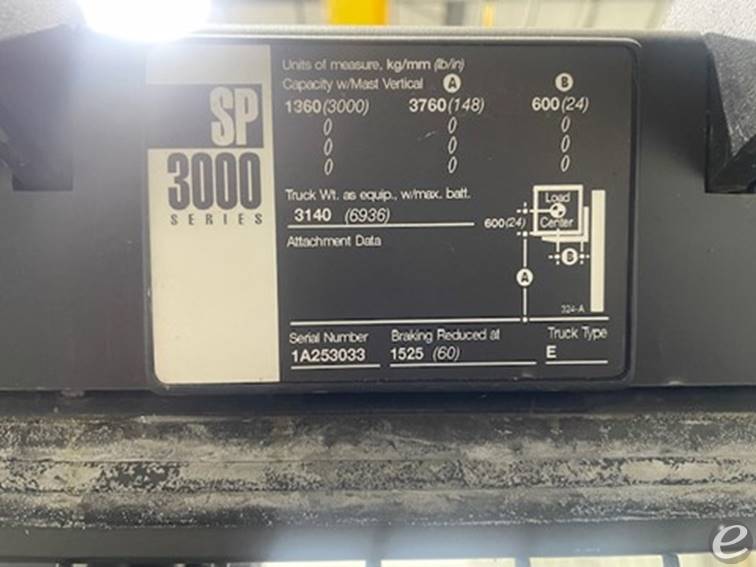 SP
3000
SERIES
Units of measure, kg/mm (lb/in)
Capacity w/Mast Vertical A B
1360 (3000) 3760 (148) 600 (24)
0 0 0
0 0 0
0 0 0
Truck Wt. as equip., w/max. batt.
3140 (6936)
Attachment Data
600 (24)
Load
Center
B
A
324-A
Serial Number Braking Reduced at Truck Type
1A253033 1525 (60) E
e